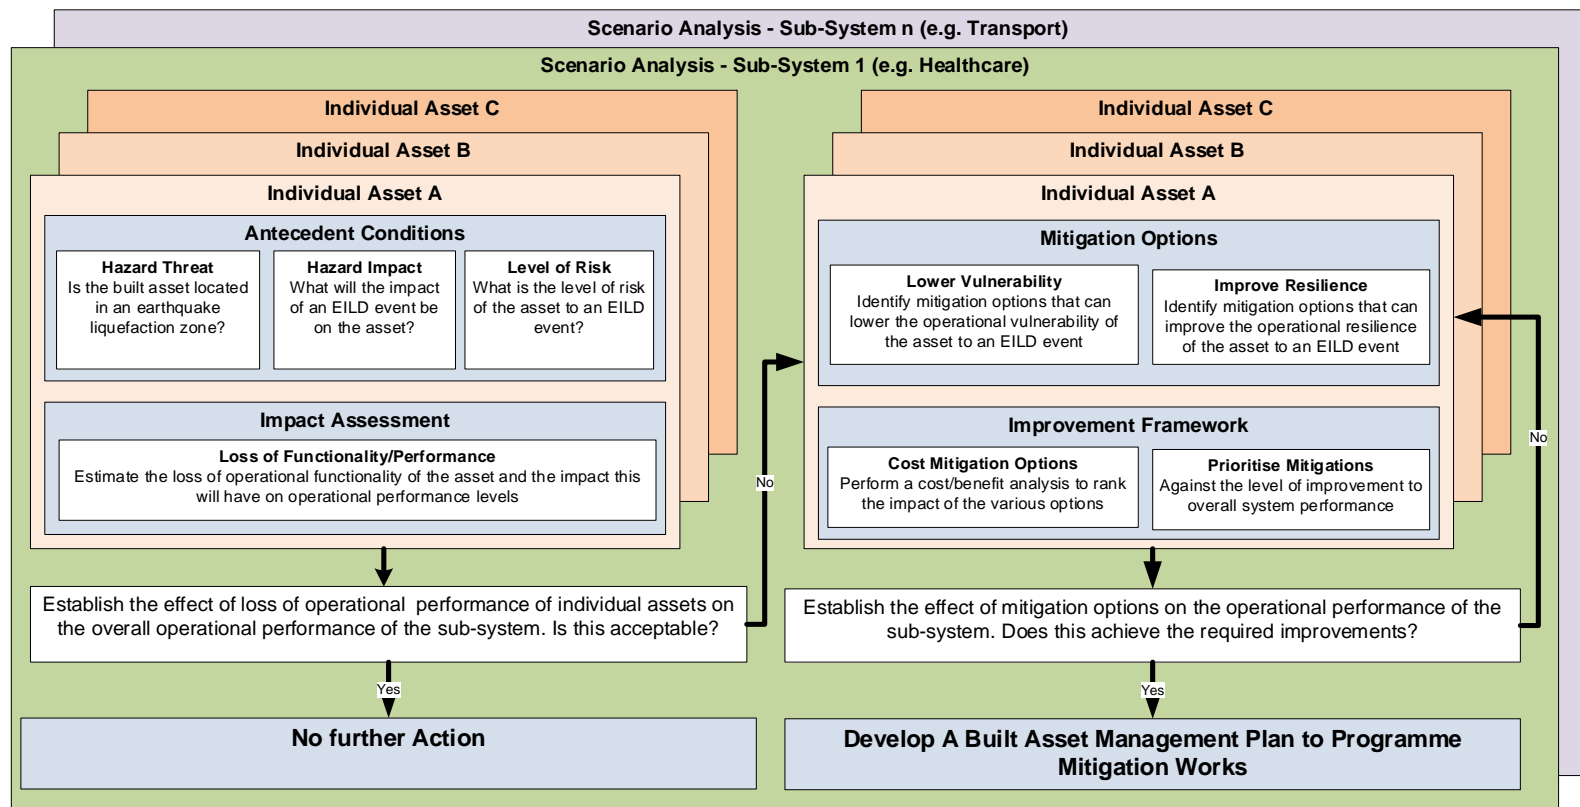 Scenario Analysis - Sub-System n (e.g. Transport)
Scenario Analysis - Sub-System 1 (e.g. Healthcare)
Individual Asset C
Individual Asset B
Individual Asset A
Antecedent Conditions
Hazard Threat
Is the built asset located
in an earthquake
liquefaction zone?
Hazard Impact
What will the impact
of an EILD event be
on the asset?
Level of Risk
What is the level of risk
of the asset to an EILD
event?
Impact Assessment
Loss of Functionality/Performance
Estimate the loss of operational functionality of the asset and the impact this
will have on operational performance levels
Establish the effect of loss of operational performance of individual assets on
the overall operational performance of the sub-system. Is this acceptable?
No
Yes
No further Action
Individual Asset C
Individual Asset B
Individual Asset A
Mitigation Options
Lower Vulnerability
Identify mitigation options that can
lower the operational vulnerability of
the asset to an EILD event
Improve Resilience
Identify mitigation options that can
improve the operational resilience
of the asset to an EILD event
Improvement Framework
Cost Mitigation Options
Perform a cost/benefit analysis to rank
the impact of the various options
Prioritise Mitigations
Against the level of improvement to
overall system performance
Establish the effect of mitigation options on the operational performance of the
sub-system. Does this achieve the required improvements?
No
Yes
Develop A Built Asset Management Plan to Programme
Mitigation Works